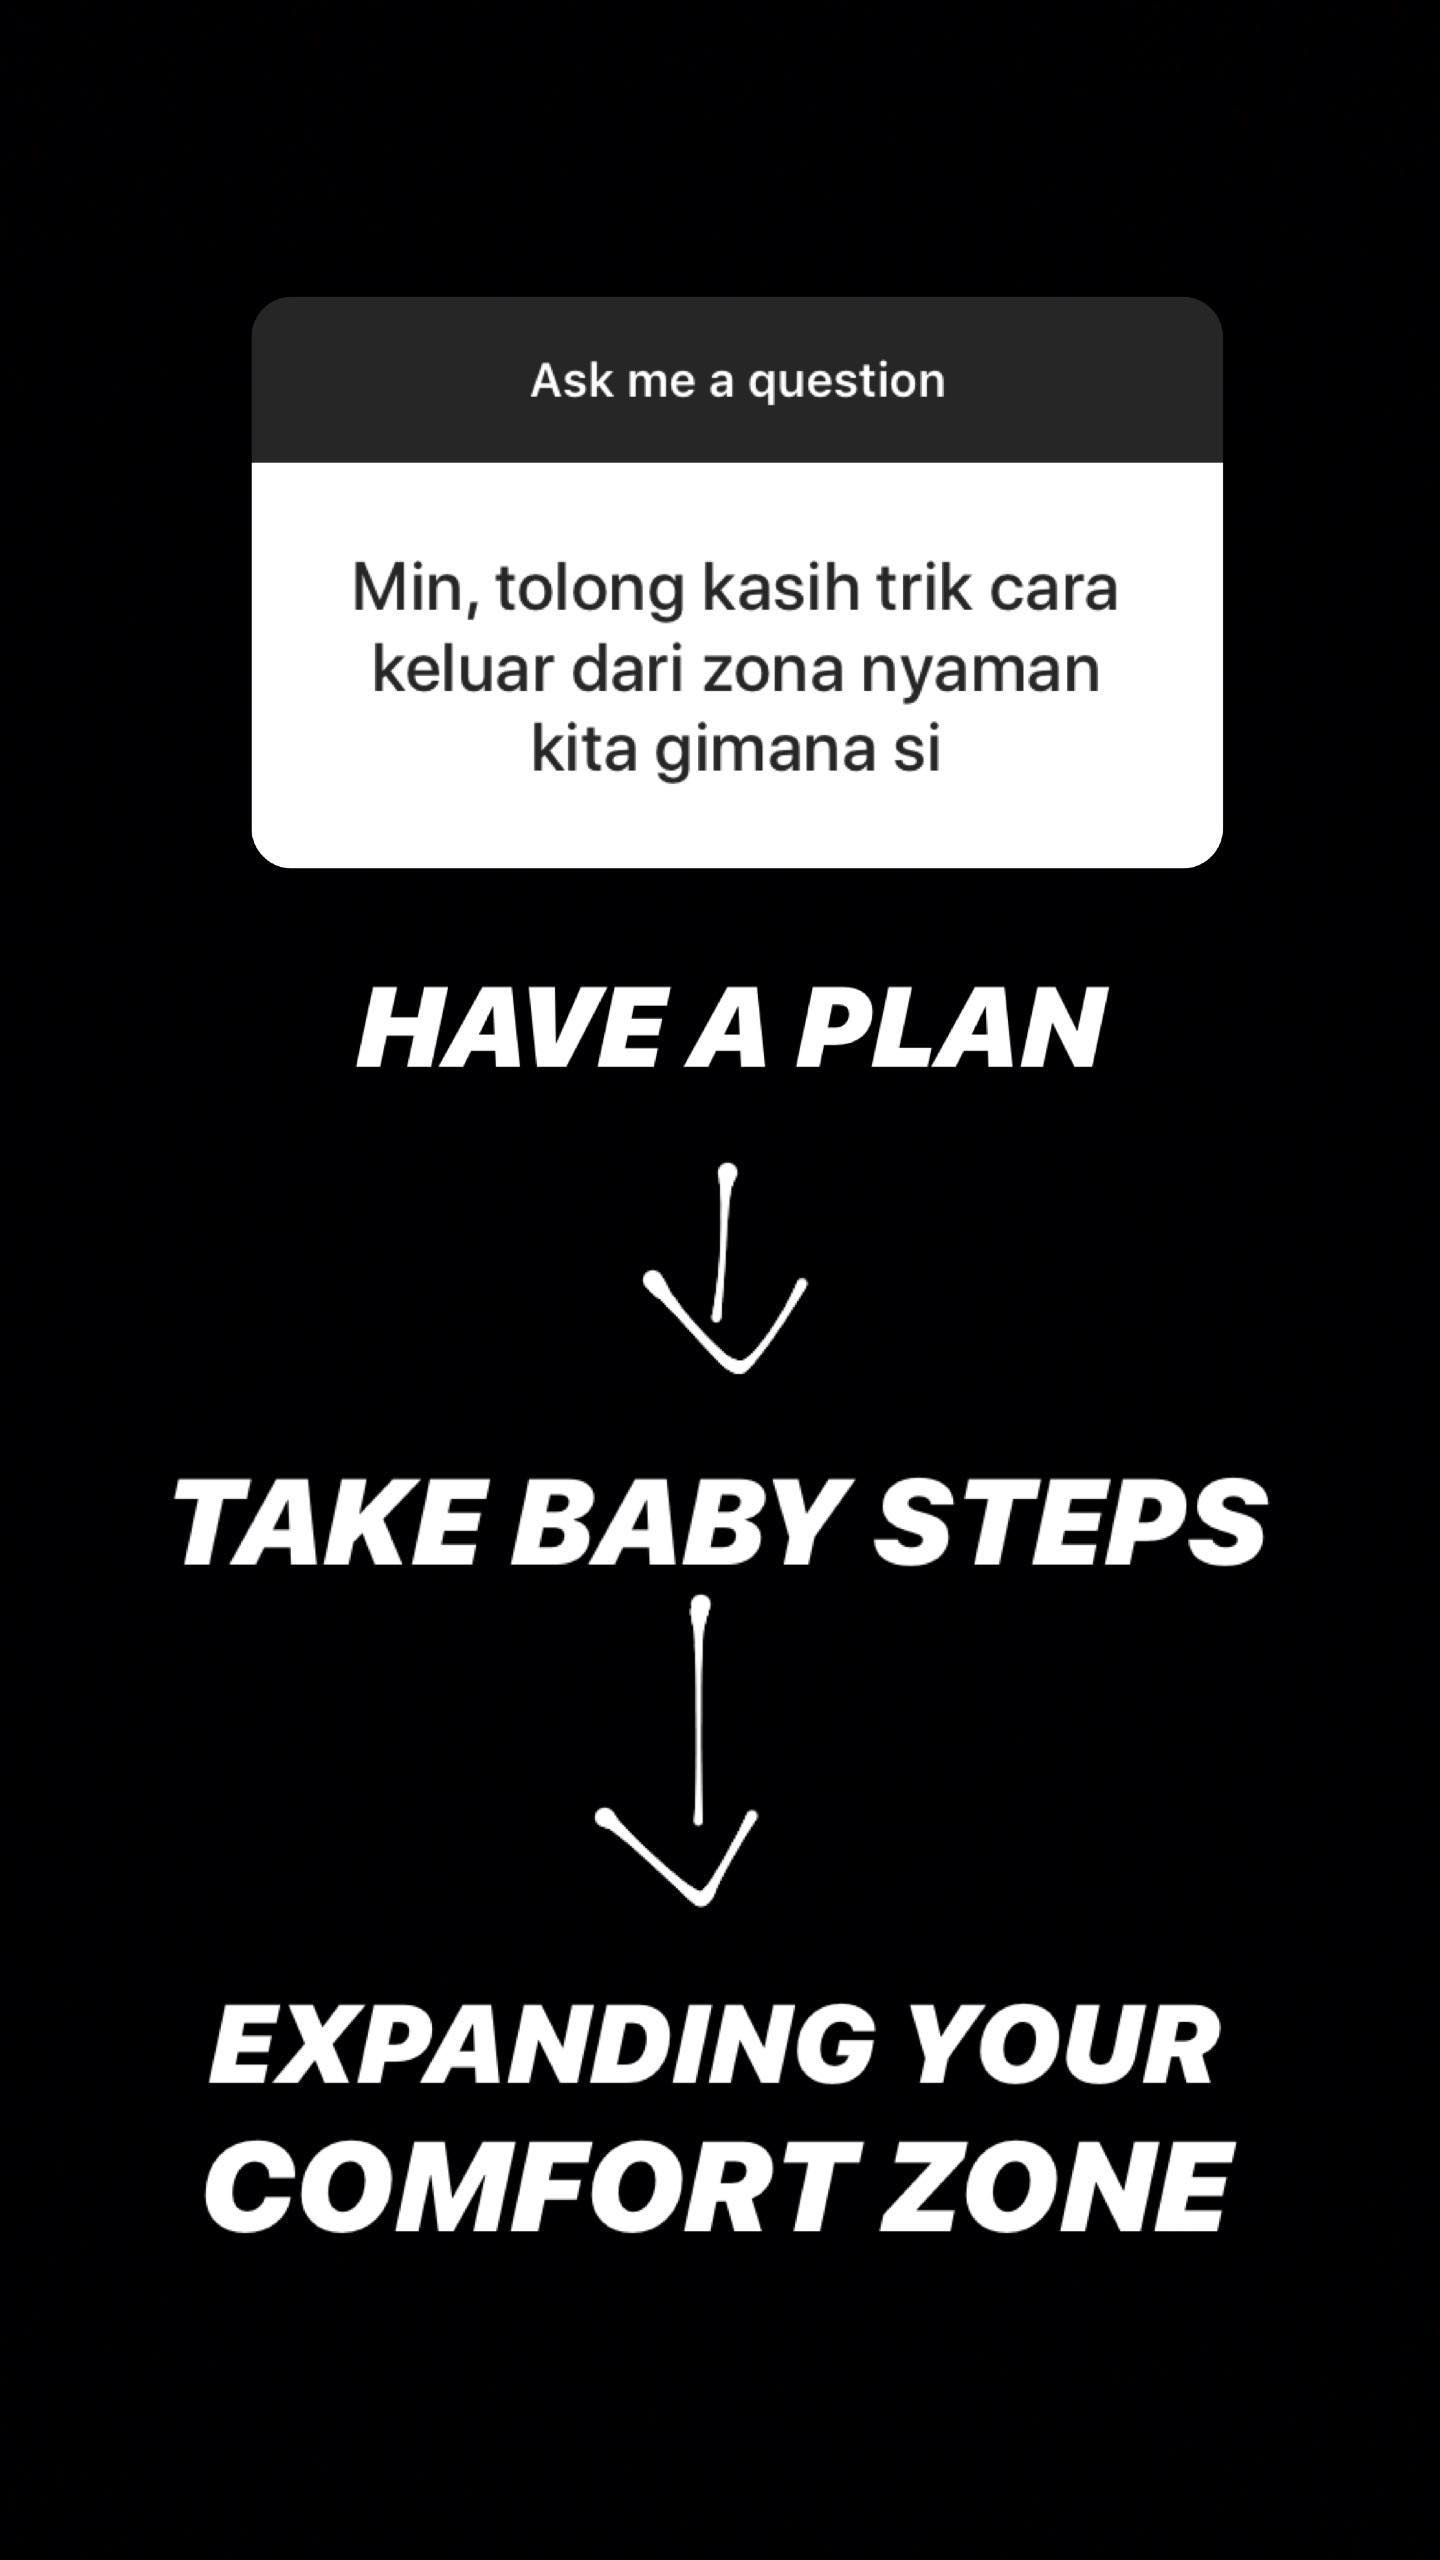 Ask me a question
Min, tolong kasih trik cara
keluar dari zona nyaman
kita gimana si
HAVE A PLAN
TAKE BABY STEPS
EXPANDING YOUR
COMFORT ZONE